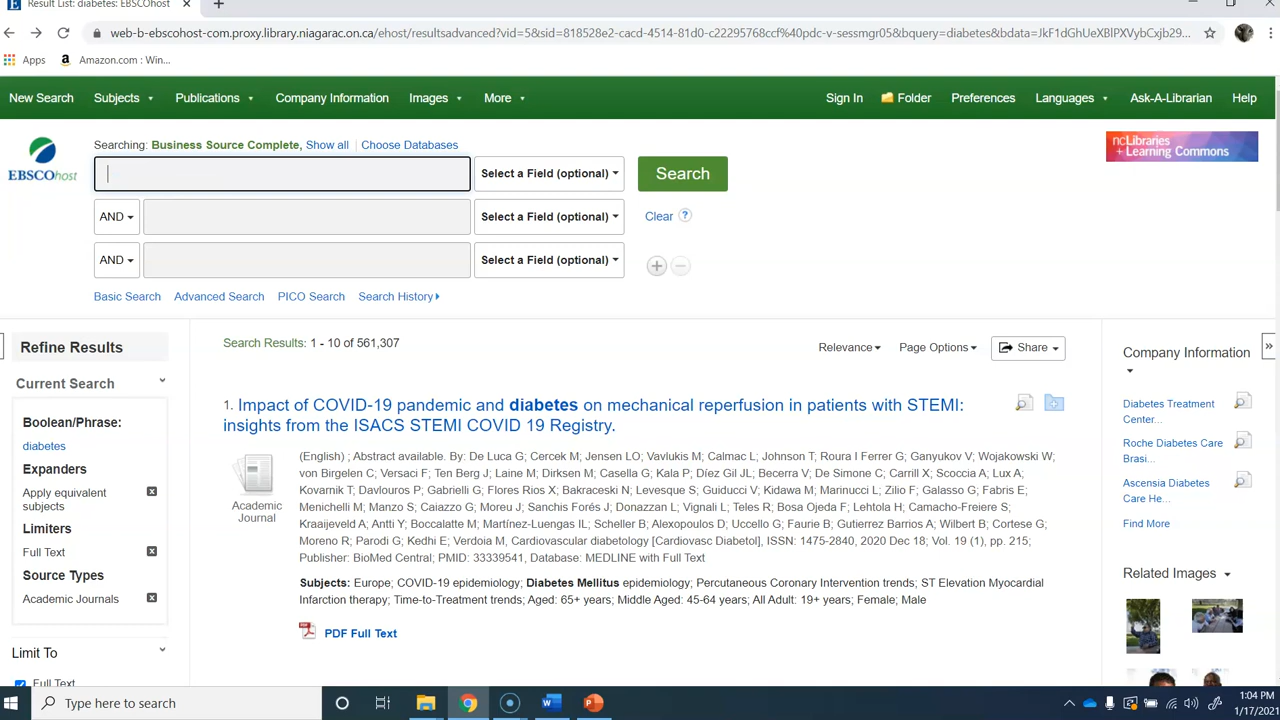 Result List: diabetes: EBSCOhost
web-b-ebscohost-com.proxy.library.niagarac.on.ca/ehost/resultsadvanced?vid=5&sid=818528e2-cacd-4514-81d0-c22295768ccf%40pdc-v-sessmgr05&bquery=diabetes&bdata=JkF1dGhUeXBlPXVybCxjb29...
Apps Amazon.com : Win...
New Search Subjects Publications Company Information Images More Sign In Folder Preferences Languages Ask-A-Librarian Help
Searching: Business Source Complete, Show all Choose Databases
ncLibraries
+ Learning Commons
EBSCOhost
Select a Field (optional) Search
AND Select a Field (optional) Clear ?
AND Select a Field (optional)
Basic Search Advanced Search PICO Search Search History
Refine Results
Current Search
Boolean/Phrase:
diabetes
Expanders
Apply equivalent
subjects
Limiters
Full Text
Source Types
Academic Journals
Limit To
Full Text
Search Results: 1 - 10 of 561,307
Relevance Page Options Share
1. Impact of COVID-19 pandemic and diabetes on mechanical reperfusion in patients with STEMI:
insights from the ISACS STEMI COVID 19 Registry.
Academic
Journal
(English) ; Abstract available. By: De Luca G; Cercek M; Jensen LO; Vavlukis M; Calmac L; Johnson T; Roura I Ferrer G; Ganyukov V; Wojakowski W;
von Birgelen C; Versaci F; Ten Berg J; Laine M; Dirksen M; Casella G; Kala P; Díez Gil JL; Becerra V; De Simone C; Carrill X; Scoccia A; Lux A;
Kovarnik T; Davlouros P; Gabrielli G; Flores Rios X; Bakraceski N; Levesque S; Guiducci V; Kidawa M; Marinucci L; Zilio F; Galasso G; Fabris E;
Menichelli M; Manzo S; Caiazzo G; Moreu J; Sanchis Forés J; Donazzan L; Vignali L; Teles R; Bosa Ojeda F; Lehtola H; Camacho-Freiere S;
Kraaijeveld A; Antti Y; Boccalatte M; Martínez-Luengas IL; Scheller B; Alexopoulos D; Uccello G; Faurie B; Gutierrez Barrios A; Wilbert B; Cortese G;
Moreno R; Parodi G; Kedhi E; Verdoia M, Cardiovascular diabetology [Cardiovasc Diabetol], ISSN: 1475-2840, 2020 Dec 18; Vol. 19 (1), pp. 215;
Publisher: BioMed Central; PMID: 33339541, Database: MEDLINE with Full Text
Subjects: Europe; COVID-19 epidemiology; Diabetes Mellitus epidemiology; Percutaneous Coronary Intervention trends; ST Elevation Myocardial
Infarction therapy; Time-to-Treatment trends; Aged: 65+ years; Middle Aged: 45-64 years; All Adult: 19+ years; Female; Male
PDF Full Text
Company Information
Diabetes Treatment
Center...
Roche Diabetes Care
Brasi...
Ascensia Diabetes
Care He...
Find More
Related Images
Type here to search
1:04 PM
1/17/2021